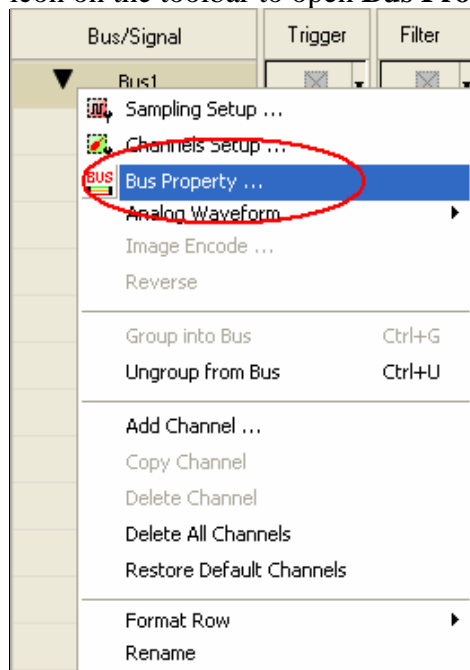 icon on the toolbar to open Bus Pro
Bus/Signal Trigger Filter
Bus1
Sampling Setup ...
Channels Setup ...
BUS Bus Property ...
Analog Waveform
Image Encode ...
Reverse
Group into Bus Ctrl+G
Ungroup from Bus Ctrl+U
Add Channel ...
Copy Channel
Delete Channel
Delete All Channels
Restore Default Channels
Format Row
Rename